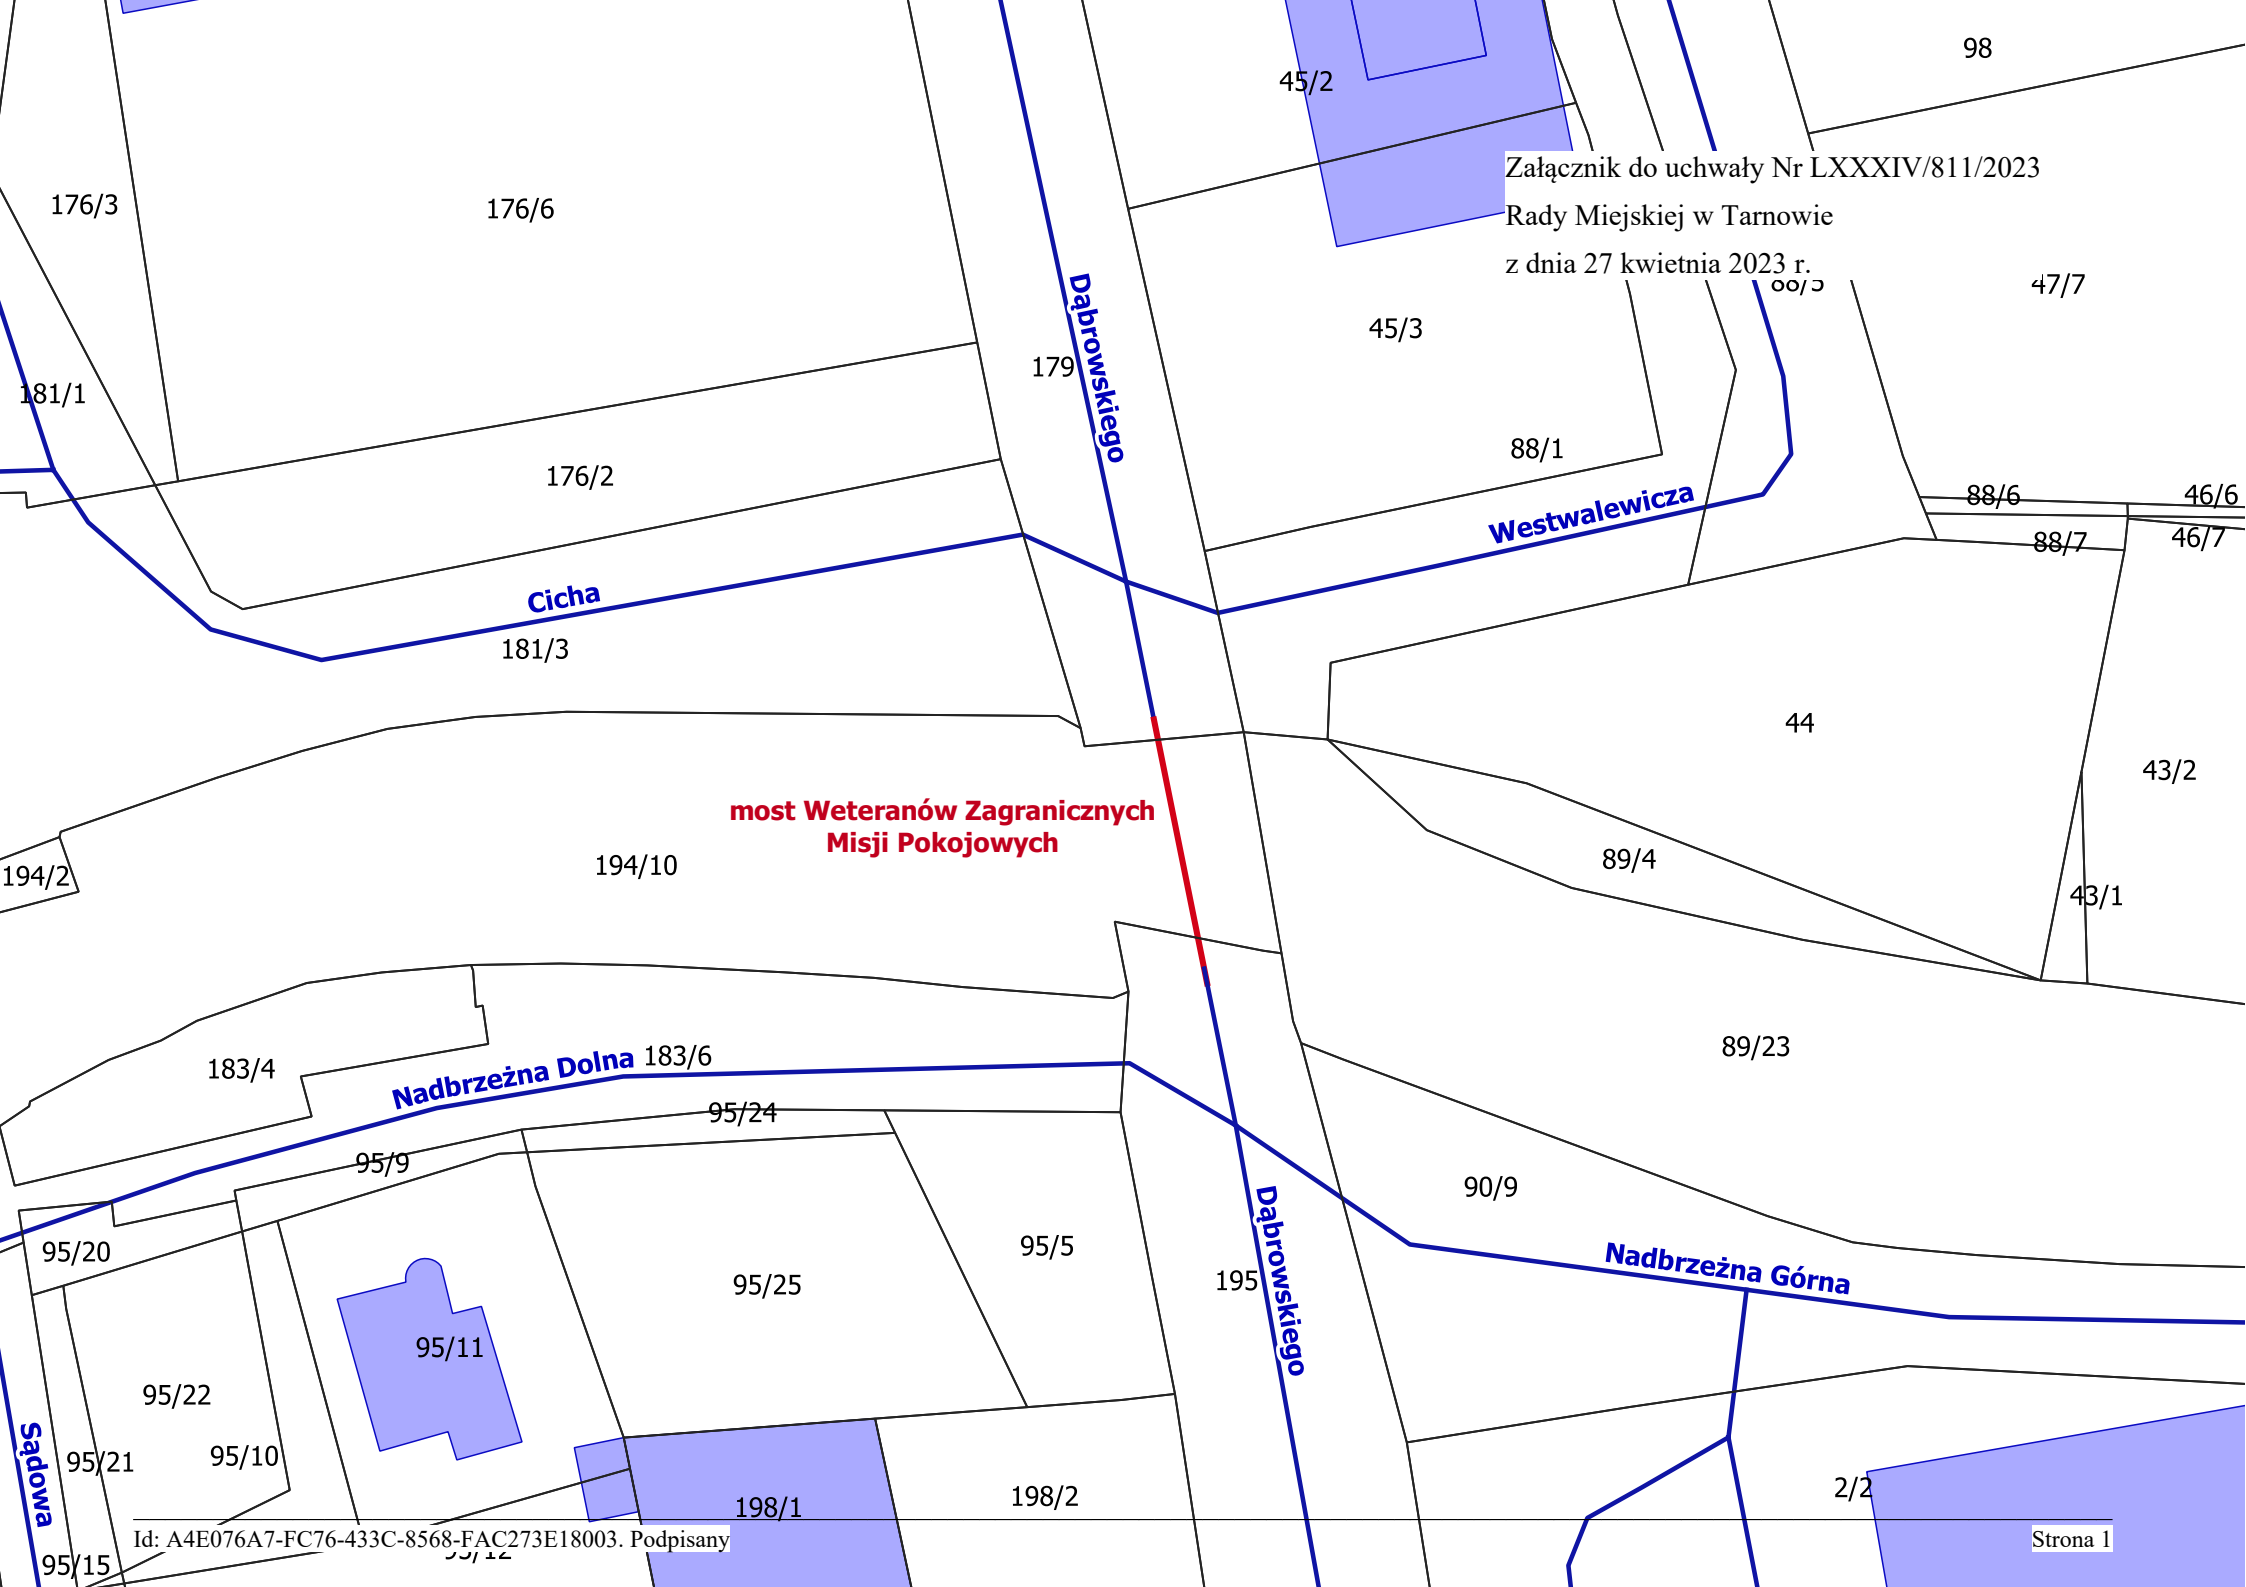 98
45/2
Załącznik do uchwały Nr LXXXIV/811/2023
Rady Miejskiej w Tarnowie
z dnia 27 kwietnia 2023 r.
176/3
176/6
88/5
47/7
45/3
179
Dąbrowskiego
181/1
88/1
176/2
Westwalewicza
88/6
46/6
88/7
46/7
Cicha
181/3
44
43/2
most Weteranów Zagranicznych
Misji Pokojowych
194/10
194/2
89/4
43/1
183/4
Nadbrzeżna Dolna
183/6
89/23
95/24
95/9
90/9
95/20
95/5
95/25
195
Dąbrowskiego
Nadbrzeżna Górna
95/11
95/22
95/21
95/10
Sądowa
198/1
198/2
2/2
Id: A4E076A7-FC76-433C-8568-FAC273E18003. Podpisany
Strona 1
95/12
95/15